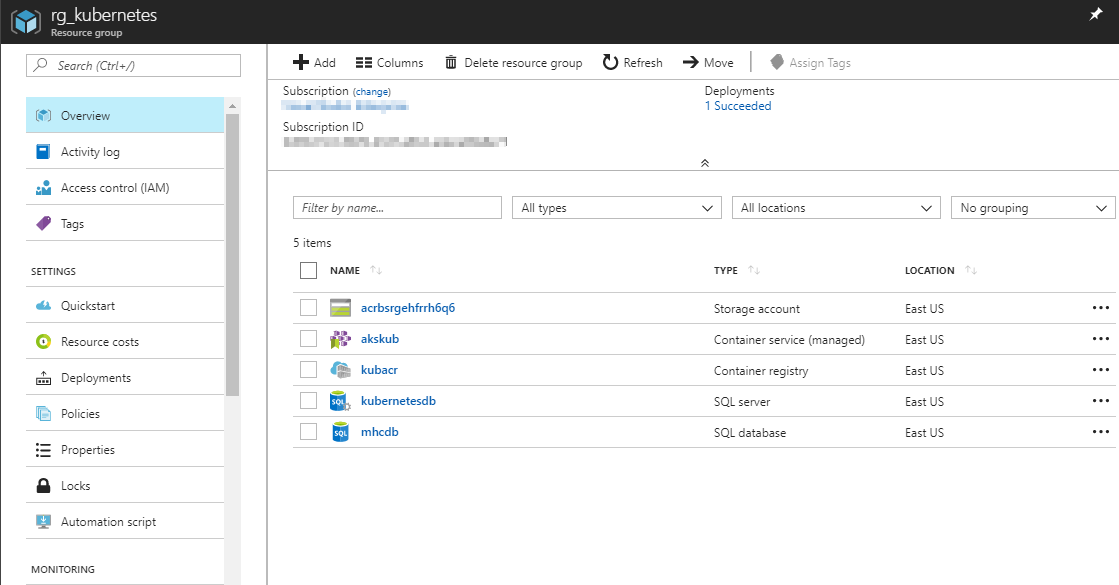 rg_kubernetes
Resource group
Search (Ctrl+/)
Overview
Activity log
Access control (IAM)
Tags
SETTINGS
Quickstart
Resource costs
Deployments
Policies
Properties
Locks
Automation script
MONITORING
Add Columns Delete resource group Refresh Move Assign Tags
Subscription (change)
Deployments
1 Succeeded
Subscription ID
Filter by name... All types All locations No grouping
5 items
NAME TYPE LOCATION
acrbsrgehfrrh6q6 Storage account East US
akskub Container service (managed) East US
kubacr Container registry East US
SQL kubernetesdb SQL server East US
SQL mhcdb SQL database East US